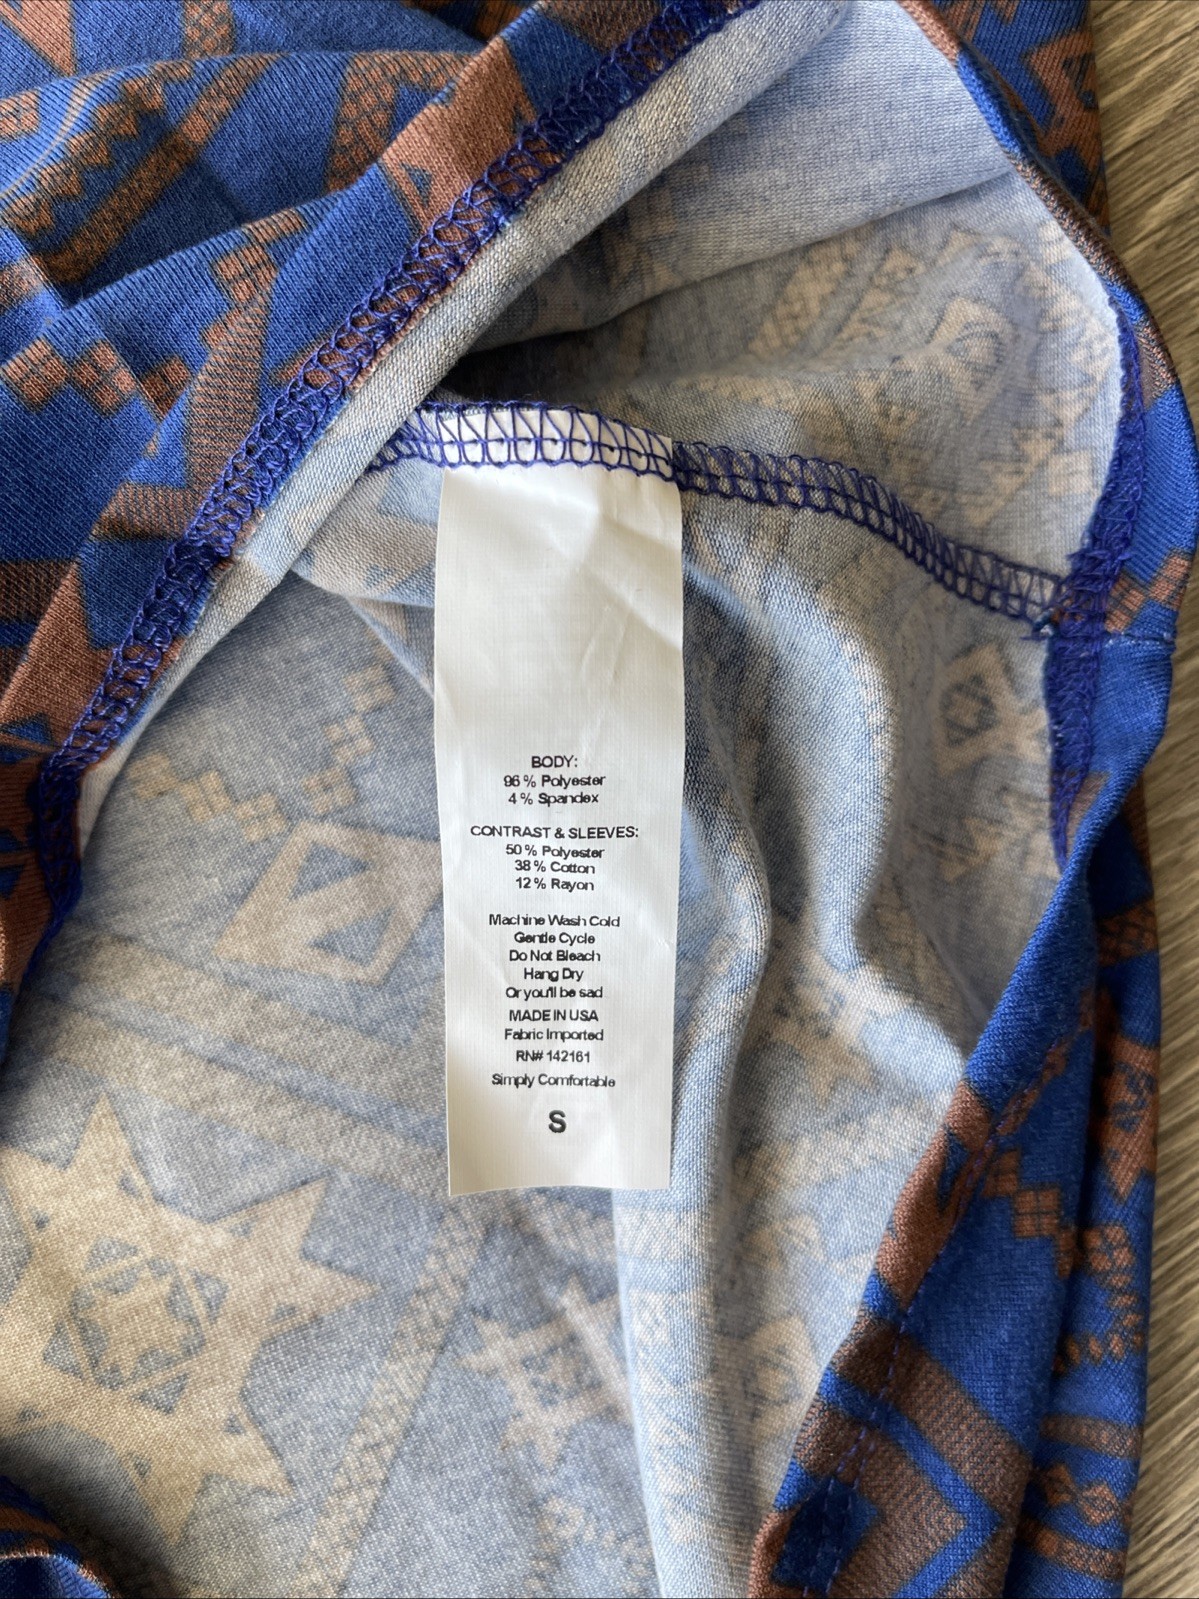 BODY:
96% Polyester
4% Spandex
CONTRAST & SLEEVES:
50% Polyester
38% Cotton
12% Rayon
Machine Wash Cold
Gentle Cycle
Do Not Bleach
Hang Dry
Or you'll be sad
MADE IN USA
Fabric Imported
RN# 142161
Simply Comfortable
S